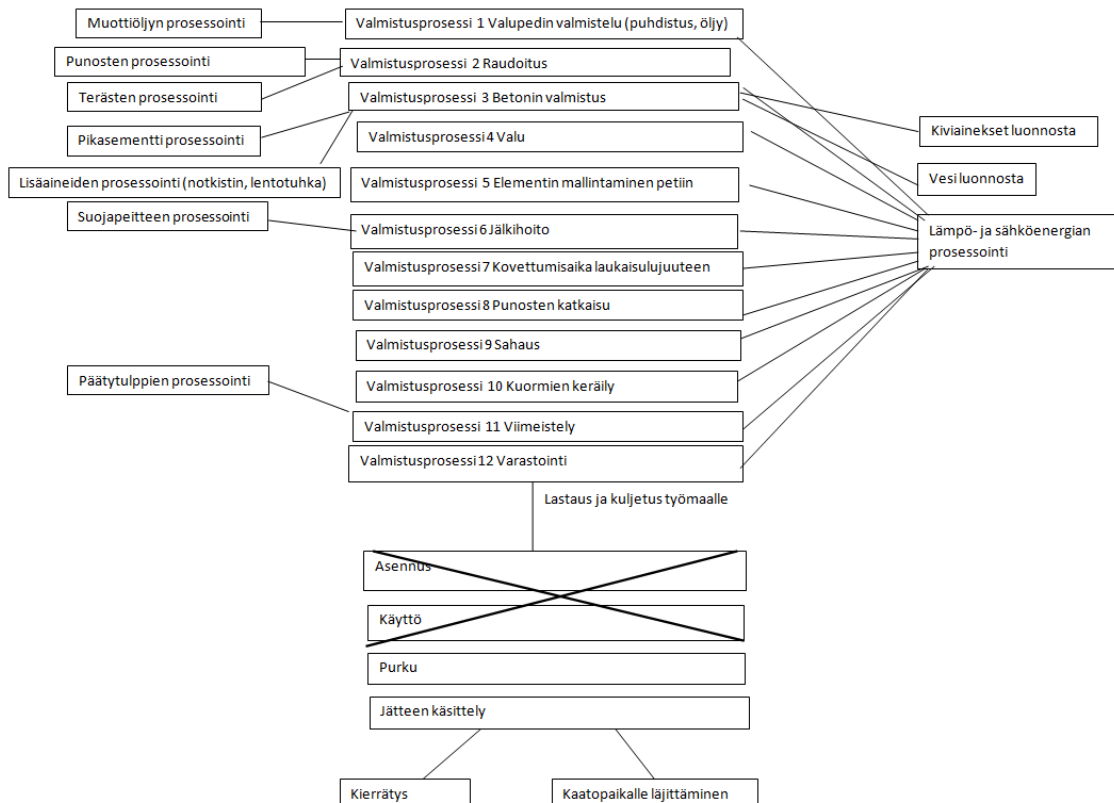 Muottiöljyn prosessointi
Valmistusprosessi 1 Valupedin valmistelu (puhdistus, öljy)
Punosten prosessointi
Valmistusprosessi 2 Raudoitus
Terästen prosessointi
Valmistusprosessi 3 Betonin valmistus
Pikasementti prosessointi
Valmistusprosessi 4 Valu
Kiviainekset luonnosta
Lisäaineiden prosessointi (notkistin, lentotuhka)
Valmistusprosessi 5 Elementin mallintaminen petiin
Vesi luonnosta
Suojapeitteen prosessointi
Valmistusprosessi 6 Jälkihoito
Lämpö- ja sähköenergian
prosessointi
Valmistusprosessi 7 Kovettumisaika laukaisulujuuteen
Valmistusprosessi 8 Punosten katkaisu
Valmistusprosessi 9 Sahaus
Päätytulppien prosessointi
Valmistusprosessi 10 Kuormien keräily
Valmistusprosessi 11 Viimeistely
Valmistusprosessi 12 Varastointi
Lastaus ja kuljetus työmaalle
Asennus
Käyttö
Purku
Jätteen käsittely
Kierrätys
Kaatopaikalle läjittäminen